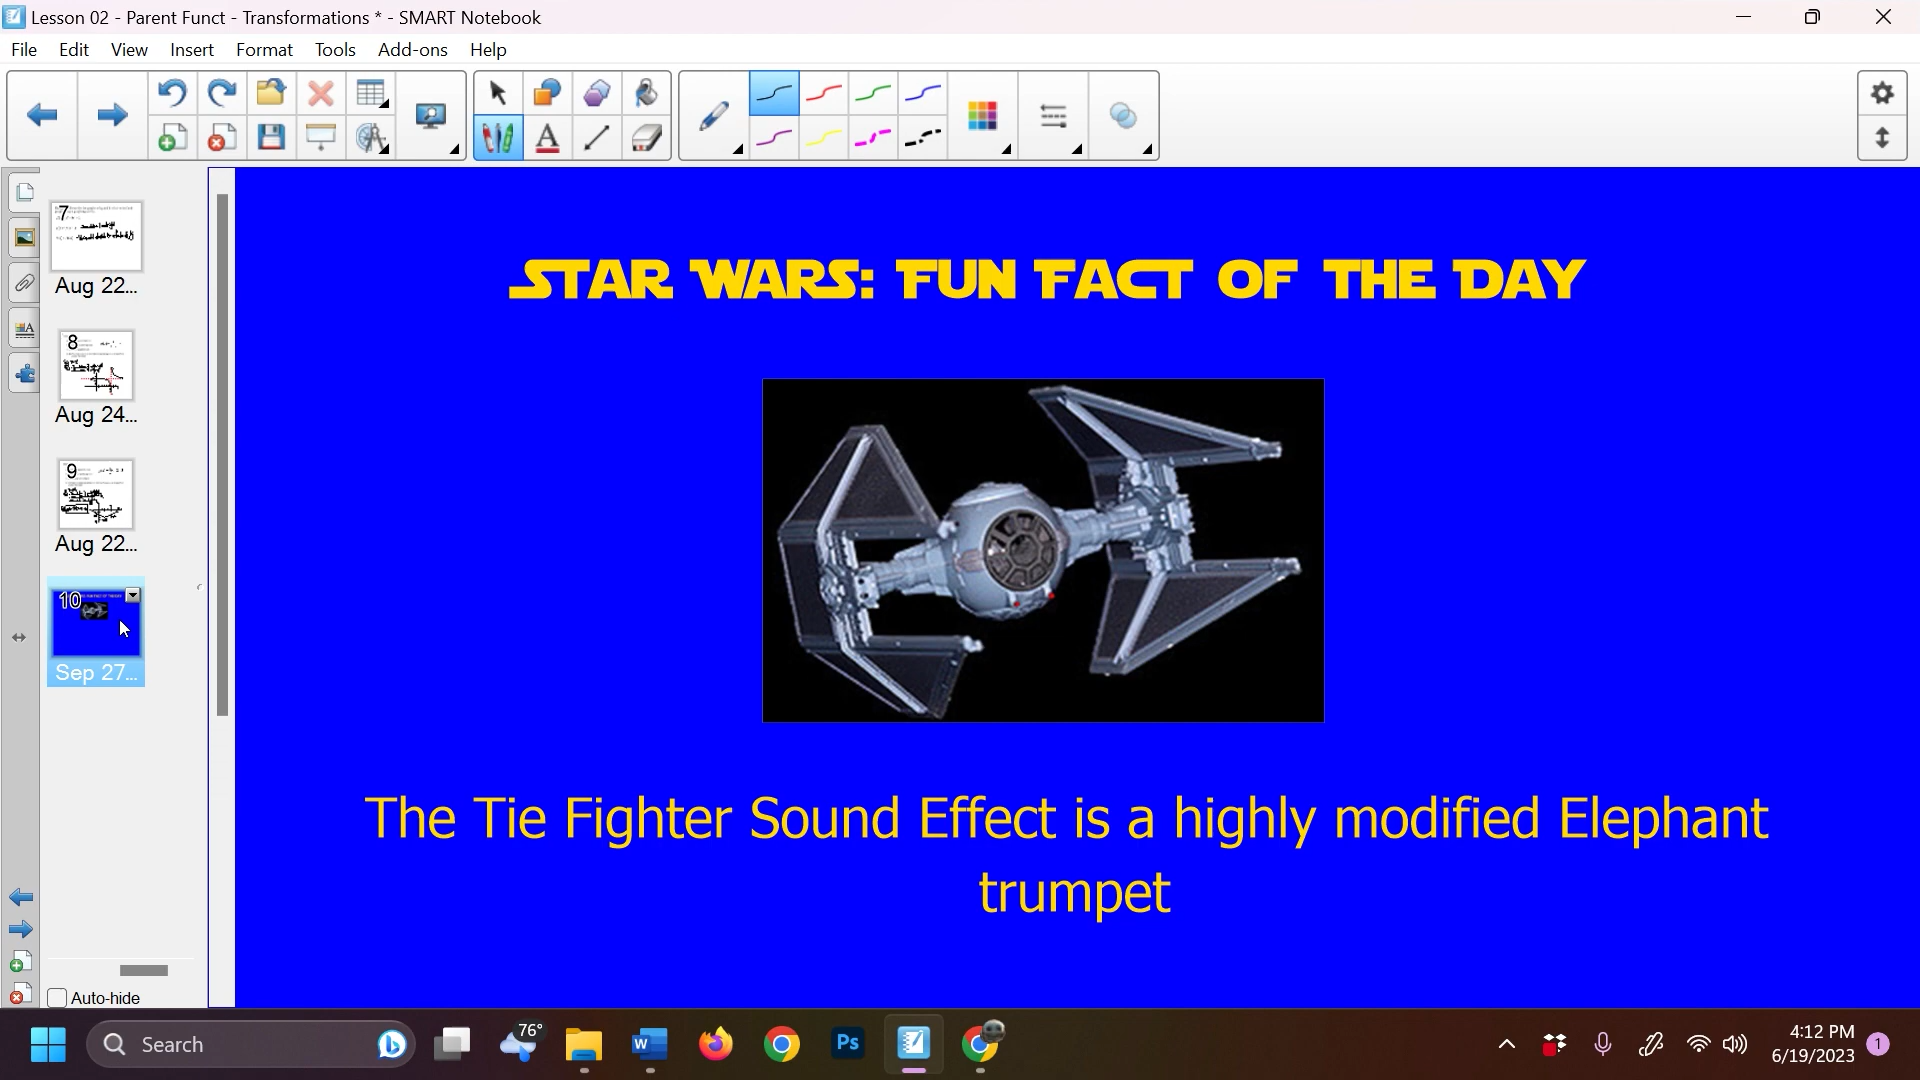 Lesson 02 - Parent Funct - Transformations * - SMART Notebook
File Edit View Insert Format Tools Add-ons Help
7
Aug 22...
8
Aug 24...
9
Aug 22...
10
Sep 27...
Auto-hide
STAR WARS: FUN FACT OF THE DAY
The Tie Fighter Sound Effect is a highly modified Elephant
trumpet
Search
76°
W
Ps
4:12 PM
6/19/2023
1